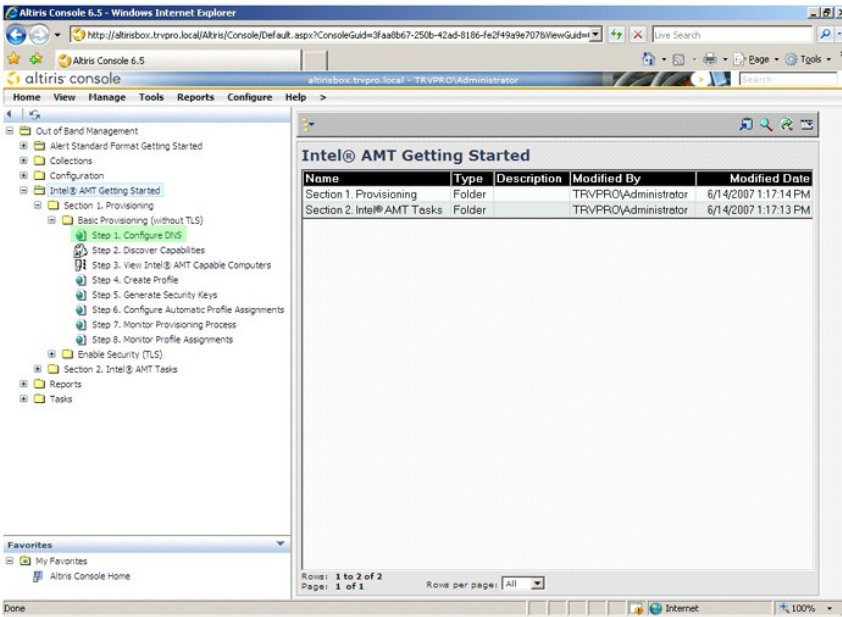 Altiris Console 6.5 - Windows Internet Explorer
http://altirisbox.trvpro.local/Altiris/Console/Default.aspx?ConsoleGuid=3faa8b67-250b-42ad-8186-fe2f49a9e707&ViewGuid=
Live Search
Altiris Console 6.5
Page
Tools
altiris console
altirisbox.trvpro.local - TRVPRO\Administrator
Search
Home View Manage Tools Reports Configure Help >
Out of Band Management
Alert Standard Format Getting Started
Collections
Configuration
Intel® AMT Getting Started
Section 1. Provisioning
Basic Provisioning (without TLS)
Step 1. Configure DNS
Step 2. Discover Capabilities
Step 3. View Intel® AMT Capable Computers
Step 4. Create Profile
Step 5. Generate Security Keys
Step 6. Configure Automatic Profile Assignments
Step 7. Monitor Provisioning Process
Step 8. Monitor Profile Assignments
Enable Security (TLS)
Section 2. Intel® AMT Tasks
Reports
Tasks
Intel® AMT Getting Started
Name Type Description Modified By Modified Date
Section 1. Provisioning Folder TRVPRO\Administrator 6/14/2007 1:17:14 PM
Section 2. Intel® AMT Tasks Folder TRVPRO\Administrator 6/14/2007 1:17:13 PM
Favorites
My Favorites
Altiris Console Home
Rows: 1 to 2 of 2
Page: 1 of 1
Rows per page: All
Done
Internet
100%